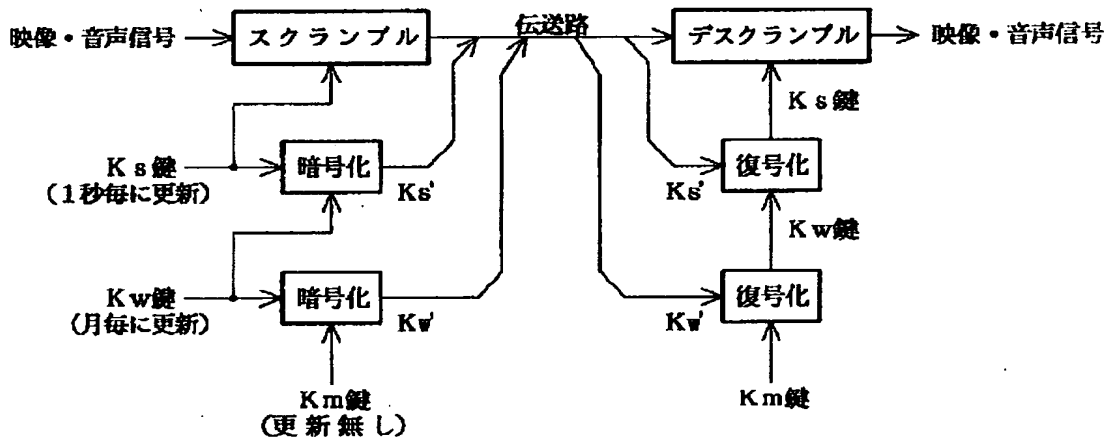 映像・音声信号
スクランブル
伝送路
デスクランブル
映像・音声信号
Ks鍵
Ks鍵
(1秒毎に更新)
暗号化
Ks'
Ks'
復号化
Kw鍵
Kw鍵
(月毎に更新)
暗号化
Kw'
Kw'
復号化
Km鍵
(更新無し)
Km鍵